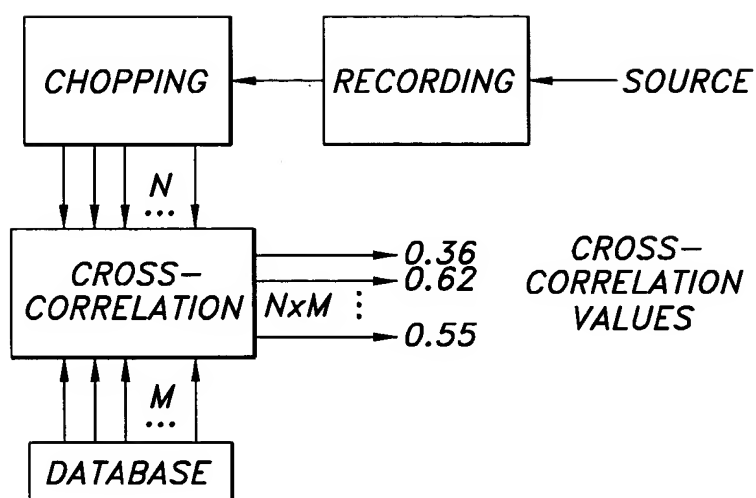 CHOPPING
RECORDING
SOURCE
N
...
CROSS-
CORRELATION
0.36
0.62
NxM
0.55
CROSS-
CORRELATION
VALUES
M
...
DATABASE